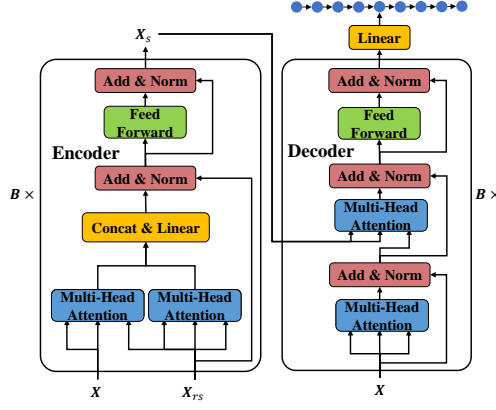 X_s
Linear
Add & Norm
Feed
Forward
Encoder
Add & Norm
B ×
Concat & Linear
Multi-Head
Attention
Multi-Head
Attention
X
X_rs
Add & Norm
Feed
Forward
Decoder
Add & Norm
B ×
Multi-Head
Attention
Add & Norm
Multi-Head
Attention
X